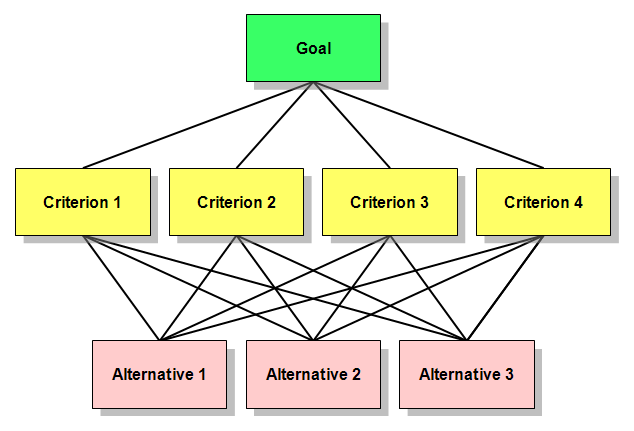 Goal
Criterion 1
Criterion 2
Criterion 3
Criterion 4
Alternative 1
Alternative 2
Alternative 3